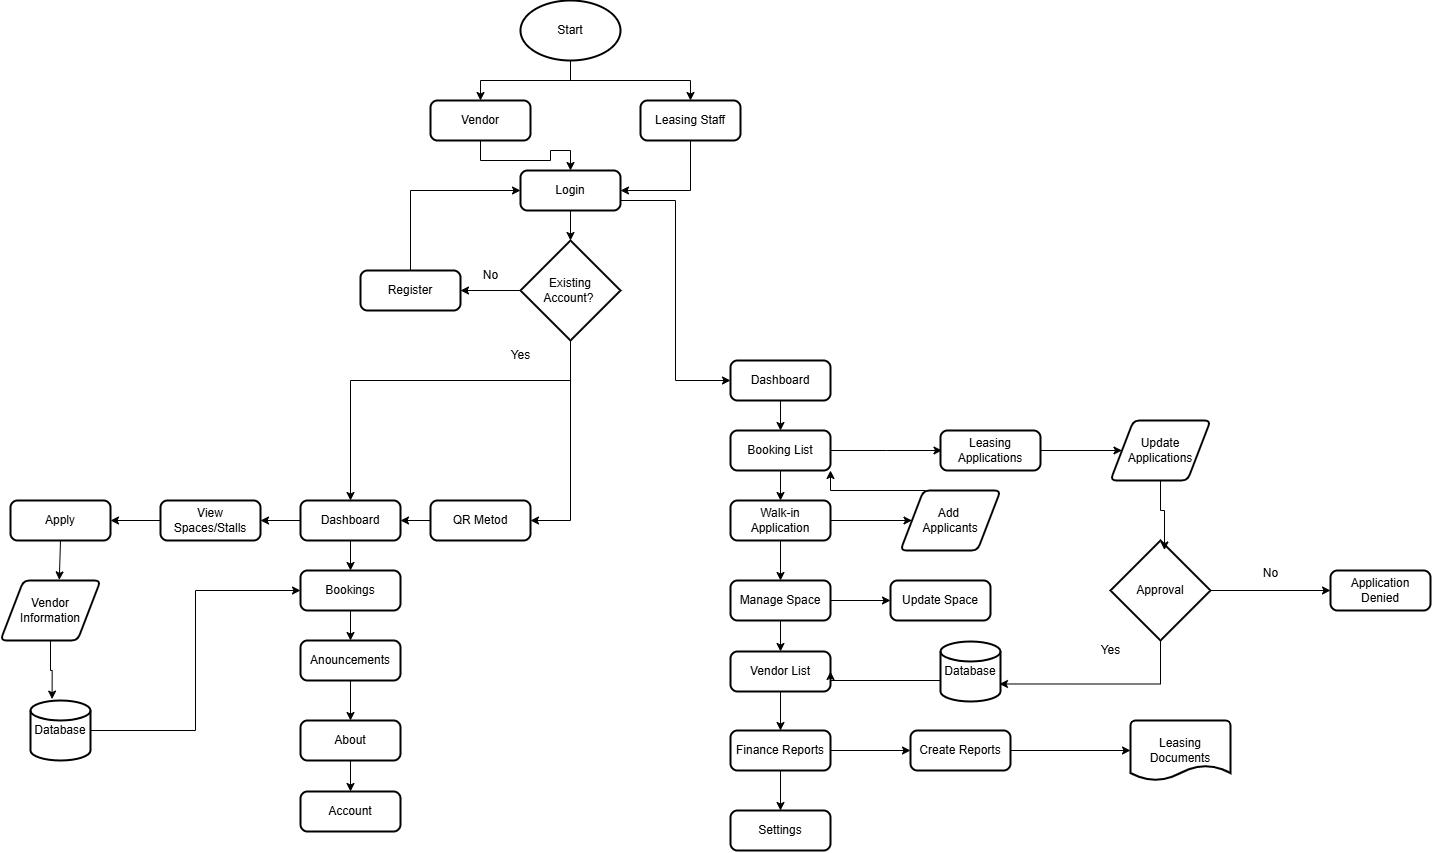 Start
Vendor
Leasing Staff
Login
Existing
Account?
No
Register
Yes
Dashboard
Booking List
Leasing
Applications
Update
Applications
Apply
View
Spaces/Stalls
Dashboard
QR Metod
Walk-in
Application
Add
Applicants
Vendor
Information
Bookings
Manage Space
Update Space
Approval
No
Application
Denied
Anouncements
Vendor List
Database
Yes
Database
About
Finance Reports
Create Reports
Leasing
Documents
Account
Settings